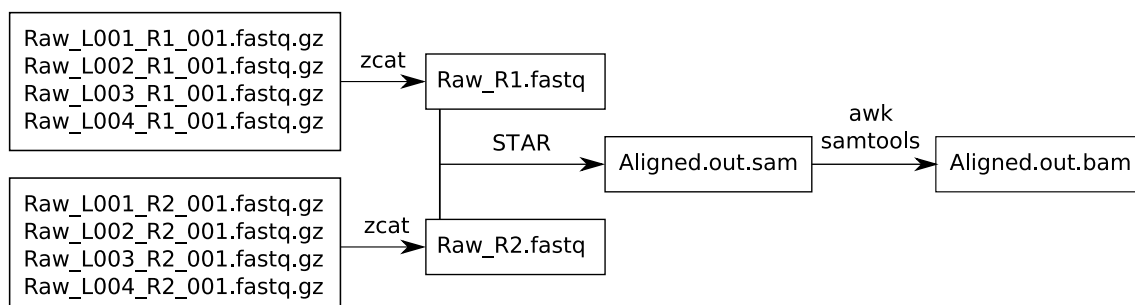 Raw_L001_R1_001.fastq.gz
Raw_L002_R1_001.fastq.gz
Raw_L003_R1_001.fastq.gz
Raw_L004_R1_001.fastq.gz
zcat
Raw_R1.fastq
STAR
Aligned.out.sam
awk
samtools
Aligned.out.bam
Raw_L001_R2_001.fastq.gz
Raw_L002_R2_001.fastq.gz
Raw_L003_R2_001.fastq.gz
Raw_L004_R2_001.fastq.gz
zcat
Raw_R2.fastq